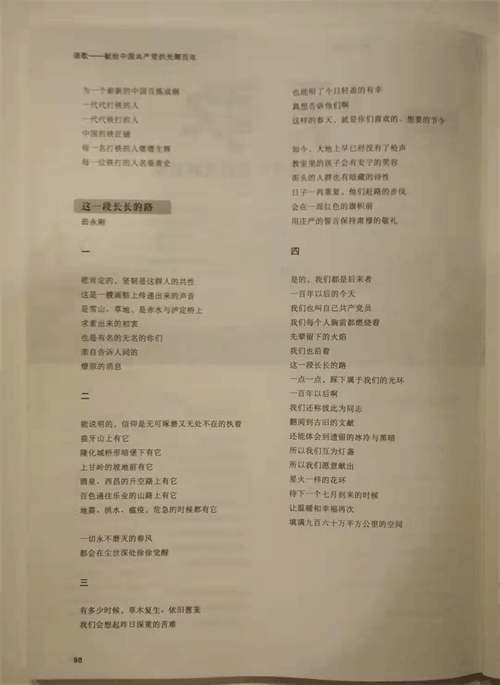 颂歌——献给中国共产党的光辉百年
为一个崭新的中国百炼成钢
一代代打铁的人
一代代铁打的人
中国的铁匠铺
每一名打铁的人熠熠生辉
每一位铁打的人名垂青史
这一段长长的路
田永刚
一
能肯定的，坚韧是这群人的共性
这是一艘画舫上传递出来的声音
是雪山、草地，是赤水与泸定桥上
求索出来的初衷
也是有名的无名的你们
亲自告诉人间的
燎原的消息
二
能说明的，信仰是无可琢磨又无处不在的执着
狼牙山上有它
隆化城桥形暗堡下有它
上甘岭的坡地前有它
酒泉、西昌的升空路上有它
百色通往乐业的山路上有它
地震、洪水、瘟疫，危急的时候都有它
一切永不磨灭的春风
都会在尘世深处徐徐觉醒
三
有多少时候，草木复生、依旧葱茏
我们会想起昨日深重的苦难
98
也能明了今日轻盈的有幸
真想告诉他们啊
这样的春天，就是你们喜欢的、想要的节令
如今，大地上早已经没有了枪声
教室里的孩子会有安宁的笑容
街头的人群也有暗藏的诗性
日子一再重复，他们赶路的步伐
会在一面红色的旗帜前
用庄严的誓言保持肃穆的敬礼
四
是的，我们都是后来者
一百年以后的今天
我们也叫自己共产党员
我们每个人胸前都燃烧着
先辈留下的火焰
我们也沿着
这一段长长的路
一点一点，踩下属于我们的光环
一百年以后啊
我们还称彼此为同志
翻阅到古旧的文献
还能体会到遗留的冰冷与黑暗
所以我们互为灯盏
所以我们愿意献出
星火一样的花环
待下一个七月到来的时候
让温暖和幸福再次
填满九百六十万平方公里的空间